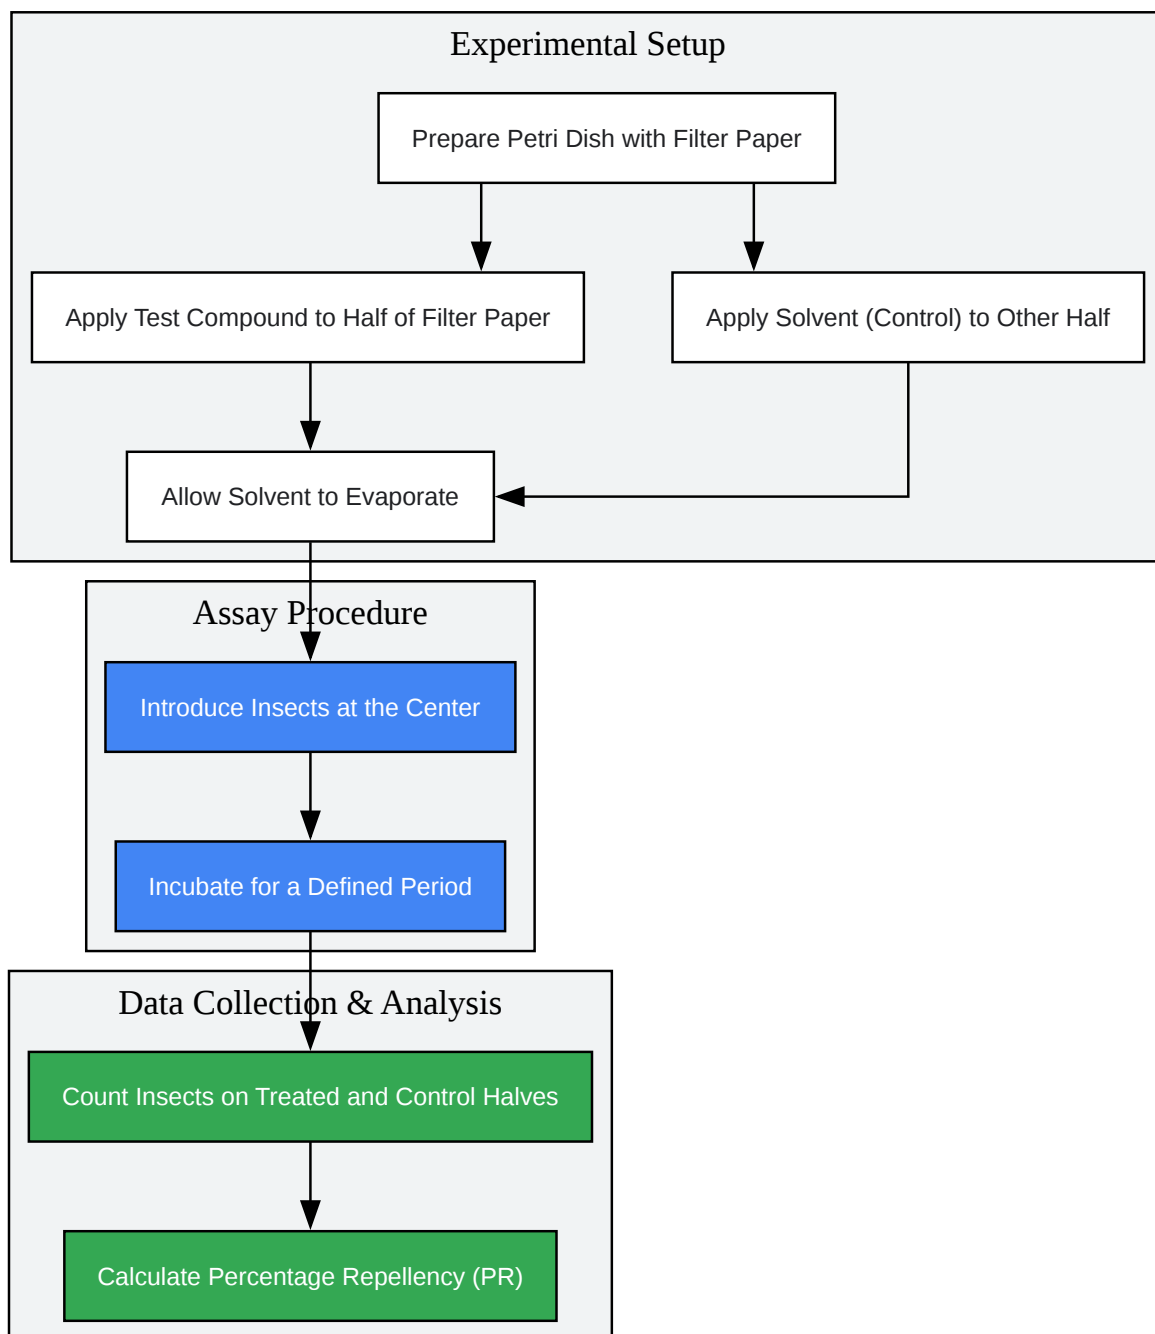 Experimental Setup
Prepare Petri Dish with Filter Paper
Apply Test Compound to Half of Filter Paper
Apply Solvent (Control) to Other Half
Allow Solvent to Evaporate
Assay Procedure
Introduce Insects at the Center
Incubate for a Defined Period
Data Collection & Analysis
Count Insects on Treated and Control Halves
Calculate Percentage Repellency (PR)